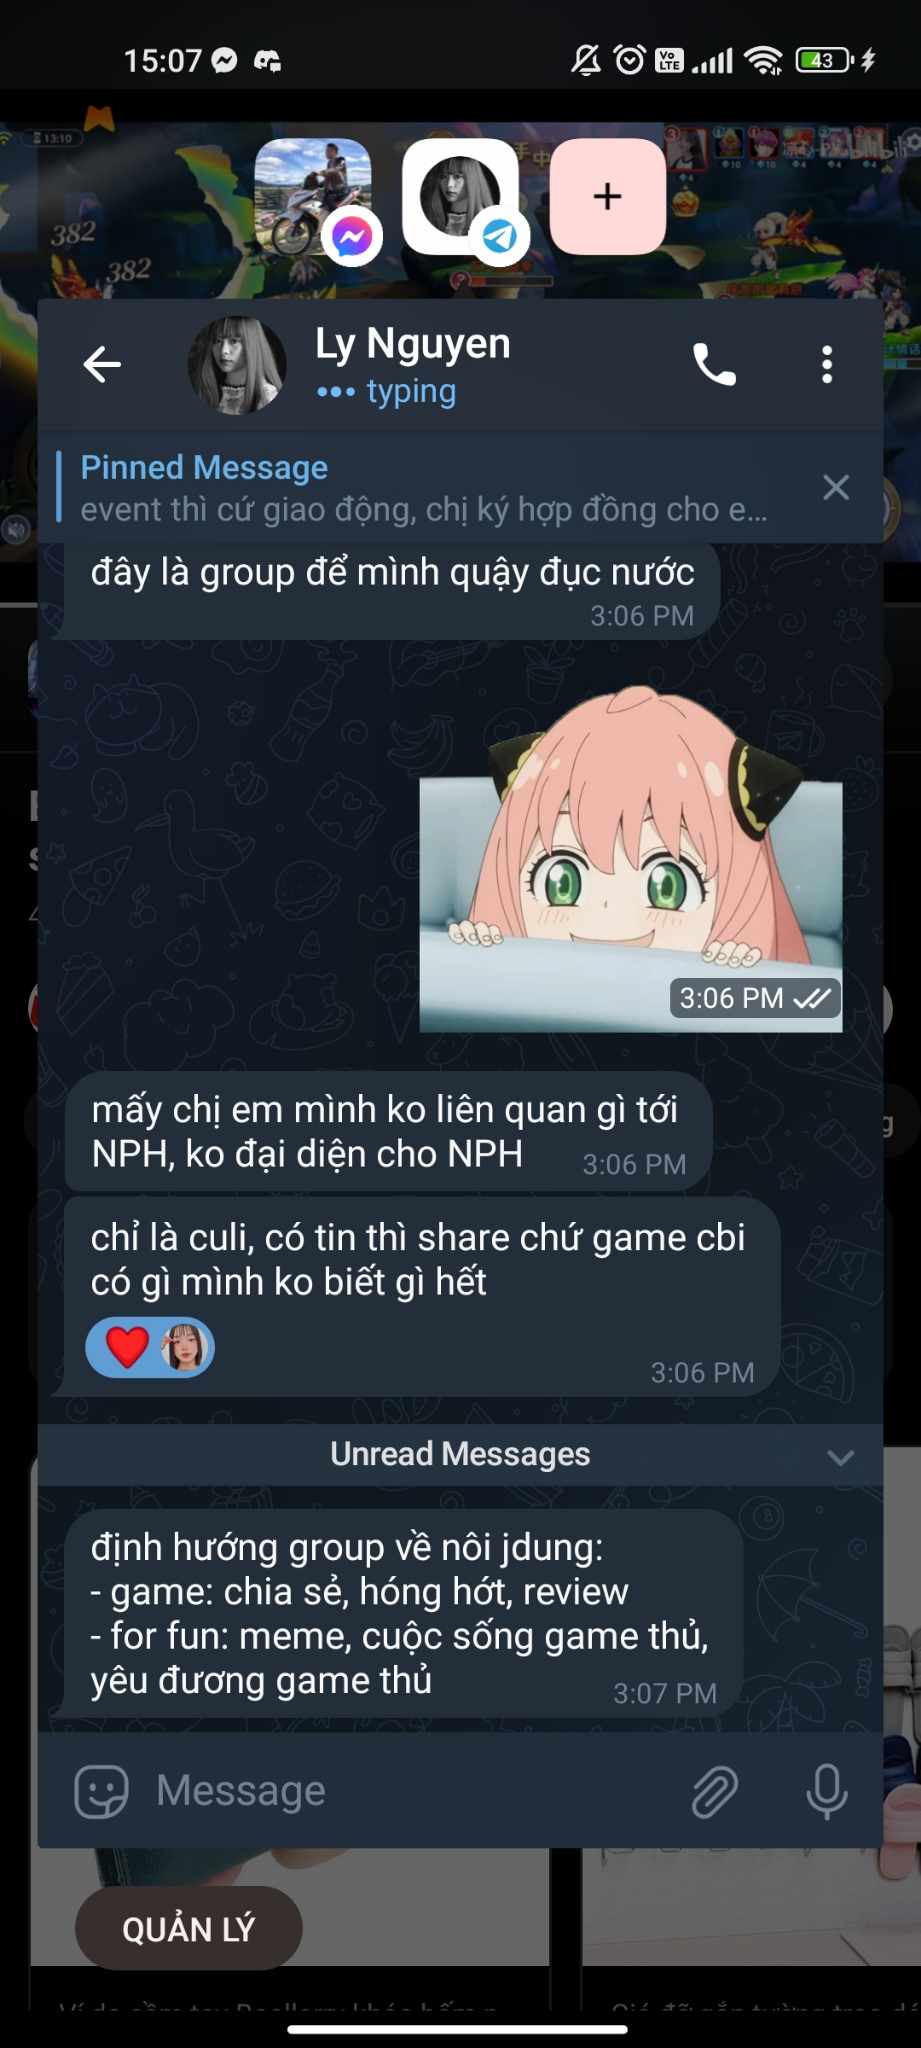 15:07
Vo
LTE
43
13:10
382
382
Ly Nguyen
typing
Pinned Message
event thì cứ giao động, chị ký hợp đồng cho e...
đây là group để mình quậy đục nước
3:06 PM
3:06 PM
mấy chị em mình ko liên quan gì tới
NPH, ko đại diện cho NPH
3:06 PM
chỉ là culi, có tin thì share chứ game cbi
có gì mình ko biết gì hết
3:06 PM
Unread Messages
định hướng group về nôi jdung:
- game: chia sẻ, hóng hớt, review
- for fun: meme, cuộc sống game thủ,
yêu đương game thủ
3:07 PM
Message
QUẢN LÝ